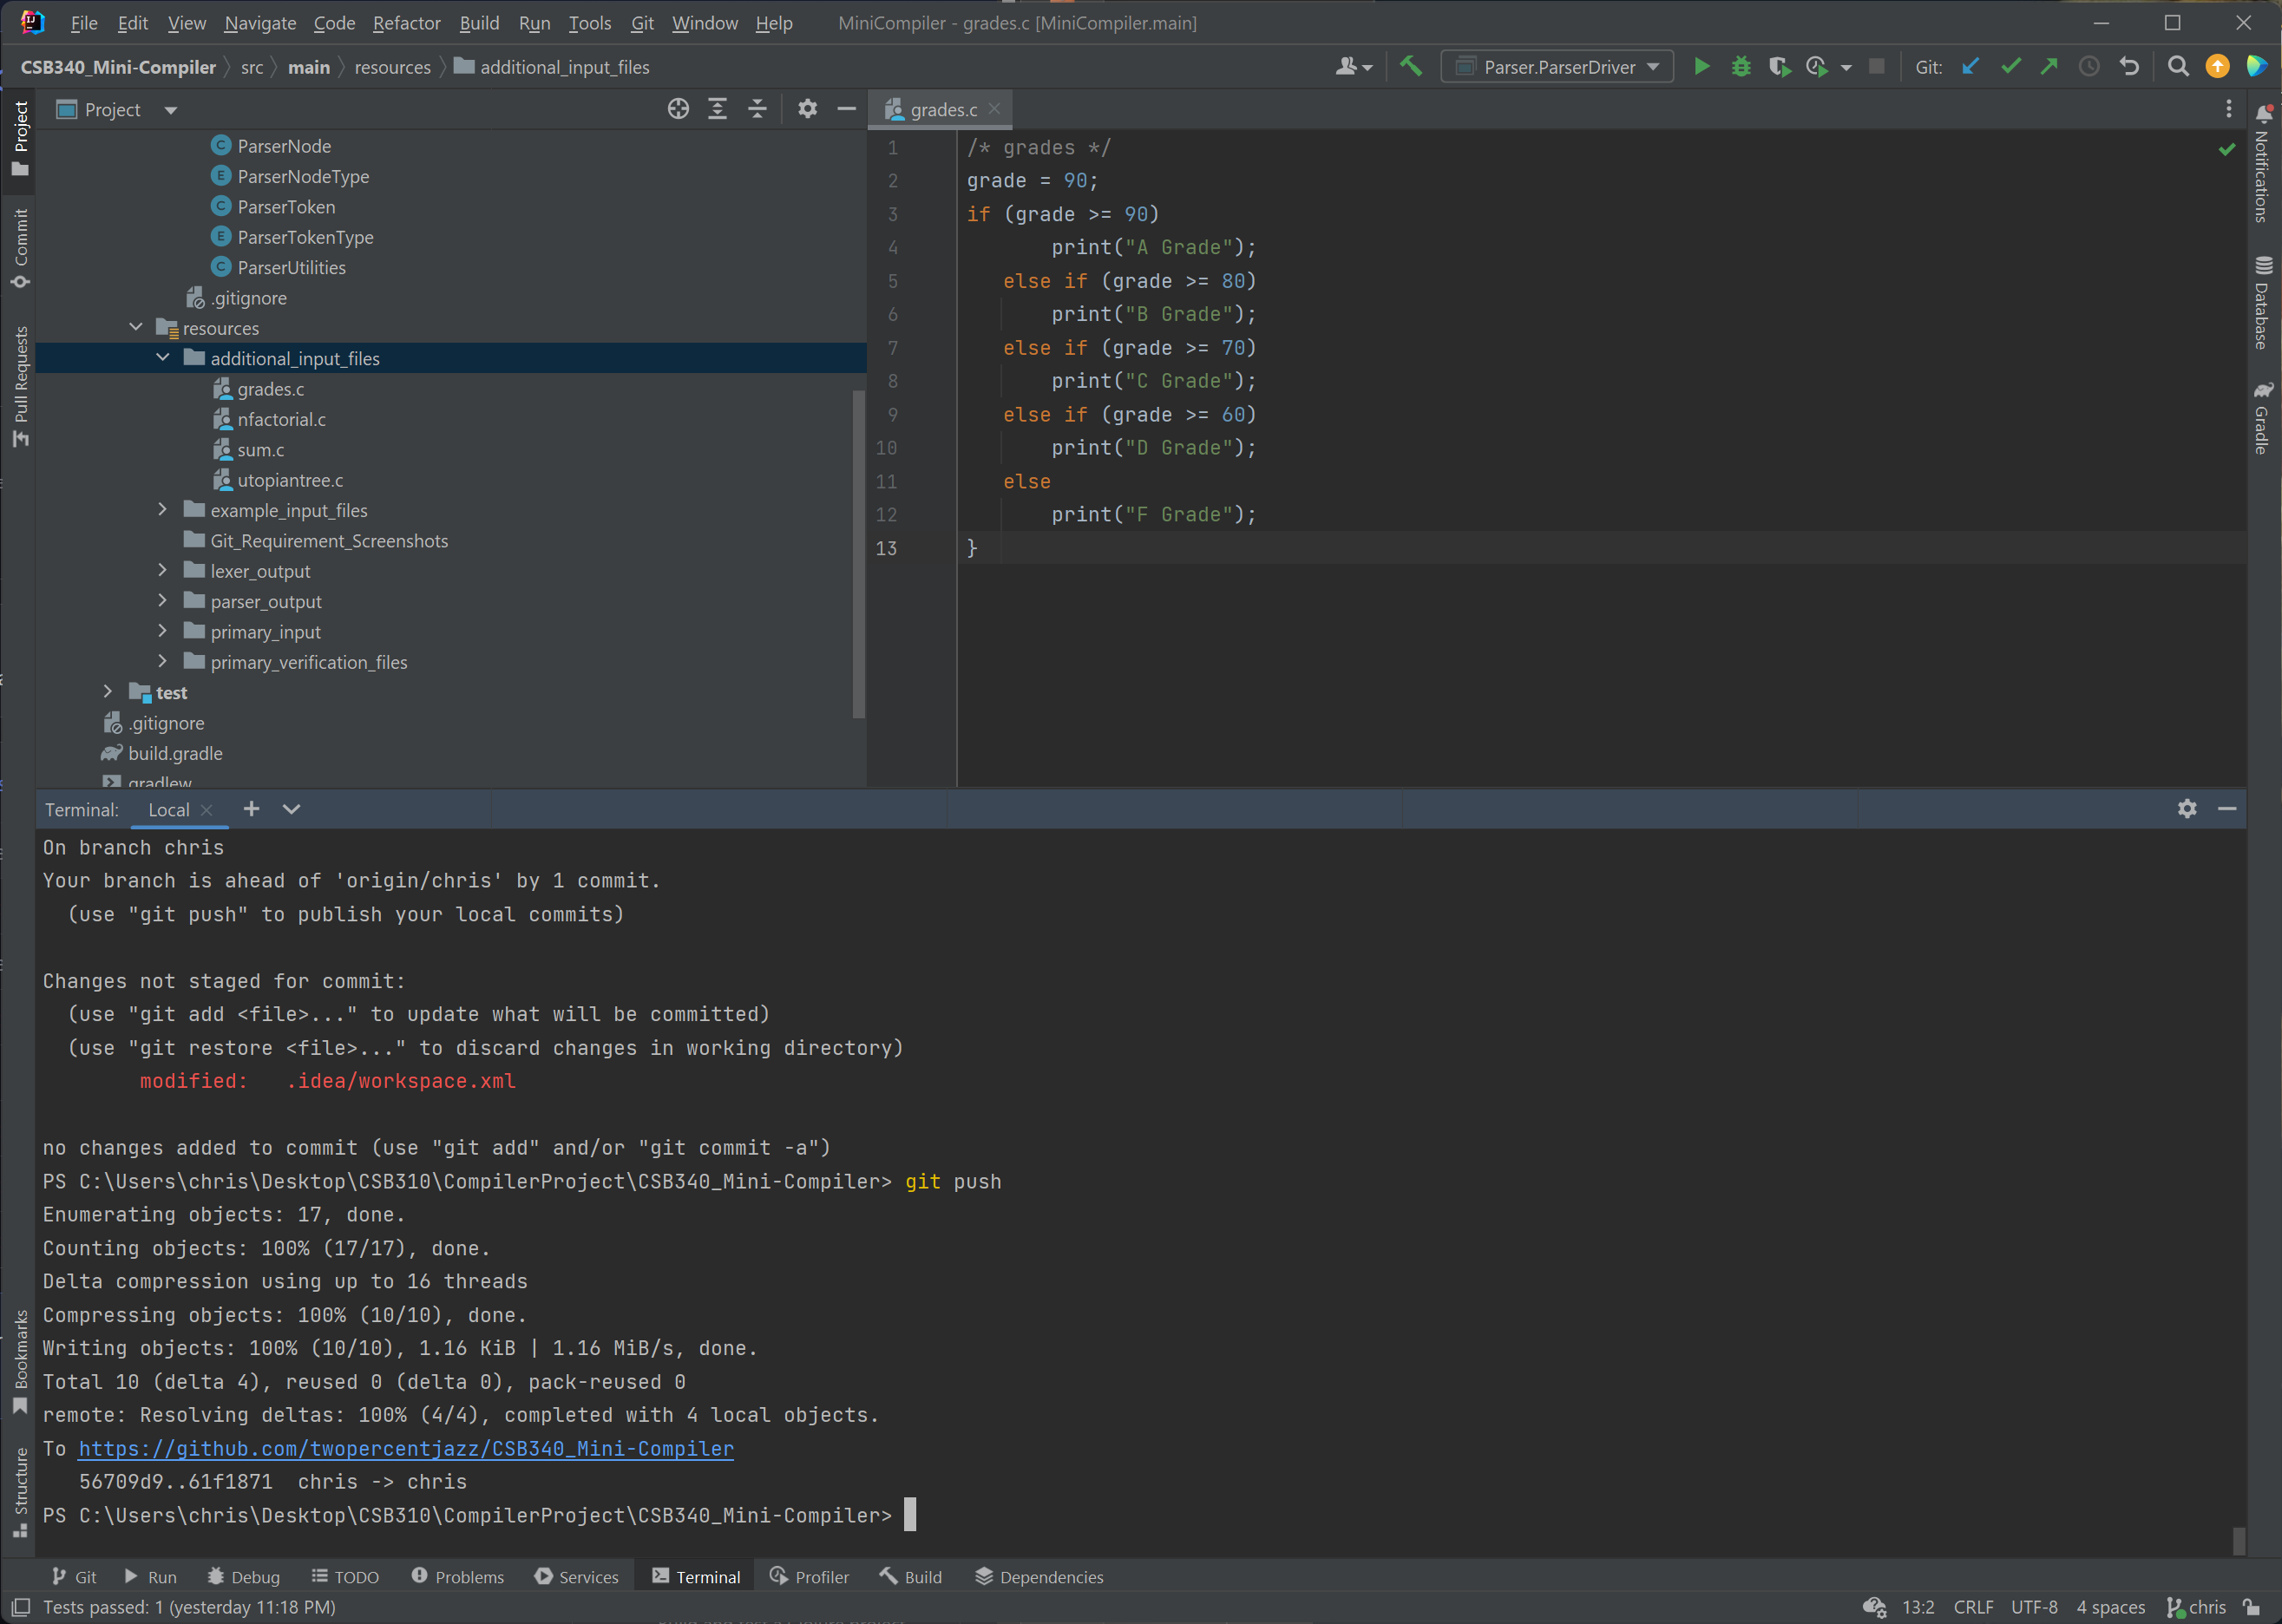 File Edit View Navigate Code Refactor Build Run Tools Git Window Help MiniCompiler - grades.c [MiniCompiler.main]
CSB340_Mini-Compiler src main resources additional_input_files Parser.ParserDriver Git:
Project
Commit
Pull Requests
Project
ParserNode
ParserNodeType
ParserToken
ParserTokenType
ParserUtilities
.gitignore
resources
additional_input_files
grades.c
nfactorial.c
sum.c
utopiantree.c
example_input_files
Git_Requirement_Screenshots
lexer_output
parser_output
primary_input
primary_verification_files
test
.gitignore
build.gradle
gradlew
grades.c
1 /* grades */
2 grade = 90;
3 if (grade >= 90)
4 print("A Grade");
5 else if (grade >= 80)
6 print("B Grade");
7 else if (grade >= 70)
8 print("C Grade");
9 else if (grade >= 60)
10 print("D Grade");
11 else
12 print("F Grade");
13 }
Notifications
Database
Gradle
Terminal: Local
On branch chris
Your branch is ahead of 'origin/chris' by 1 commit.
(use "git push" to publish your local commits)
Changes not staged for commit:
(use "git add <file>..." to update what will be committed)
(use "git restore <file>..." to discard changes in working directory)
modified: .idea/workspace.xml
no changes added to commit (use "git add" and/or "git commit -a")
PS C:\Users\chris\Desktop\CSB310\CompilerProject\CSB340_Mini-Compiler> git push
Enumerating objects: 17, done.
Counting objects: 100% (17/17), done.
Delta compression using up to 16 threads
Compressing objects: 100% (10/10), done.
Writing objects: 100% (10/10), 1.16 KiB | 1.16 MiB/s, done.
Total 10 (delta 4), reused 0 (delta 0), pack-reused 0
remote: Resolving deltas: 100% (4/4), completed with 4 local objects.
To https://github.com/twopercentjazz/CSB340_Mini-Compiler
56709d9..61f1871 chris -> chris
PS C:\Users\chris\Desktop\CSB310\CompilerProject\CSB340_Mini-Compiler>
Bookmarks
Structure
Git Run Debug TODO Problems Services Terminal Profiler Build Dependencies
Tests passed: 1 (yesterday 11:18 PM) 13:2 CRLF UTF-8 4 spaces chris